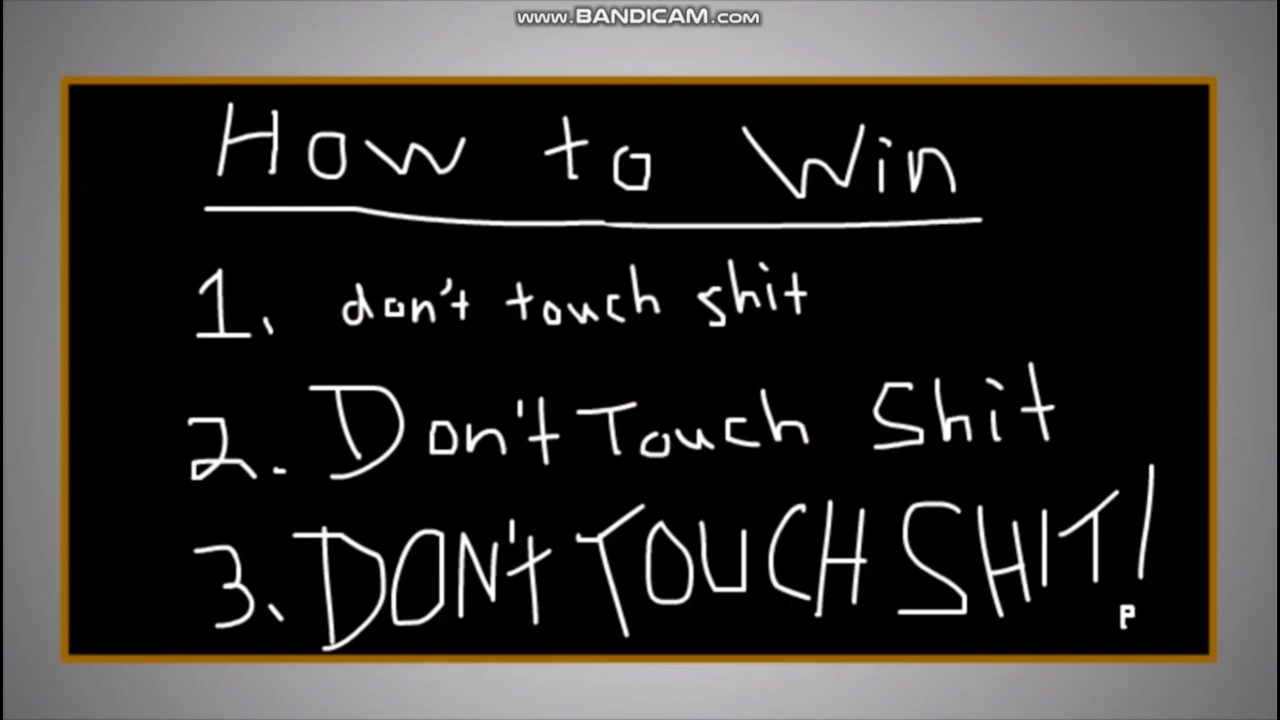 www.BANDICAM.com
How to Win
1. don't touch shit
2. Don't Touch Shit
3. DON'T TOUCH SHIT!